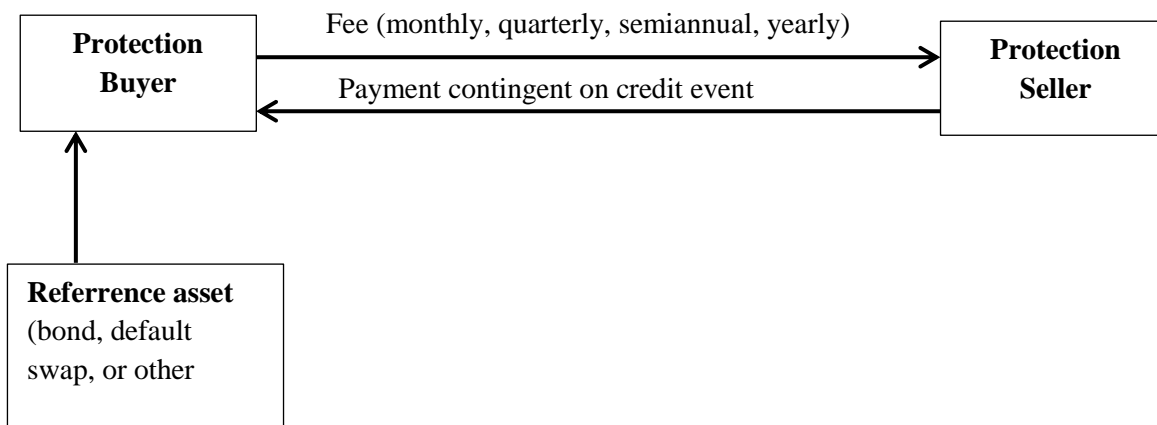 Fee (monthly, quarterly, semiannual, yearly)
Protection
Buyer
Protection
Seller
Payment contingent on credit event
Referrence asset
(bond, default
swap, or other